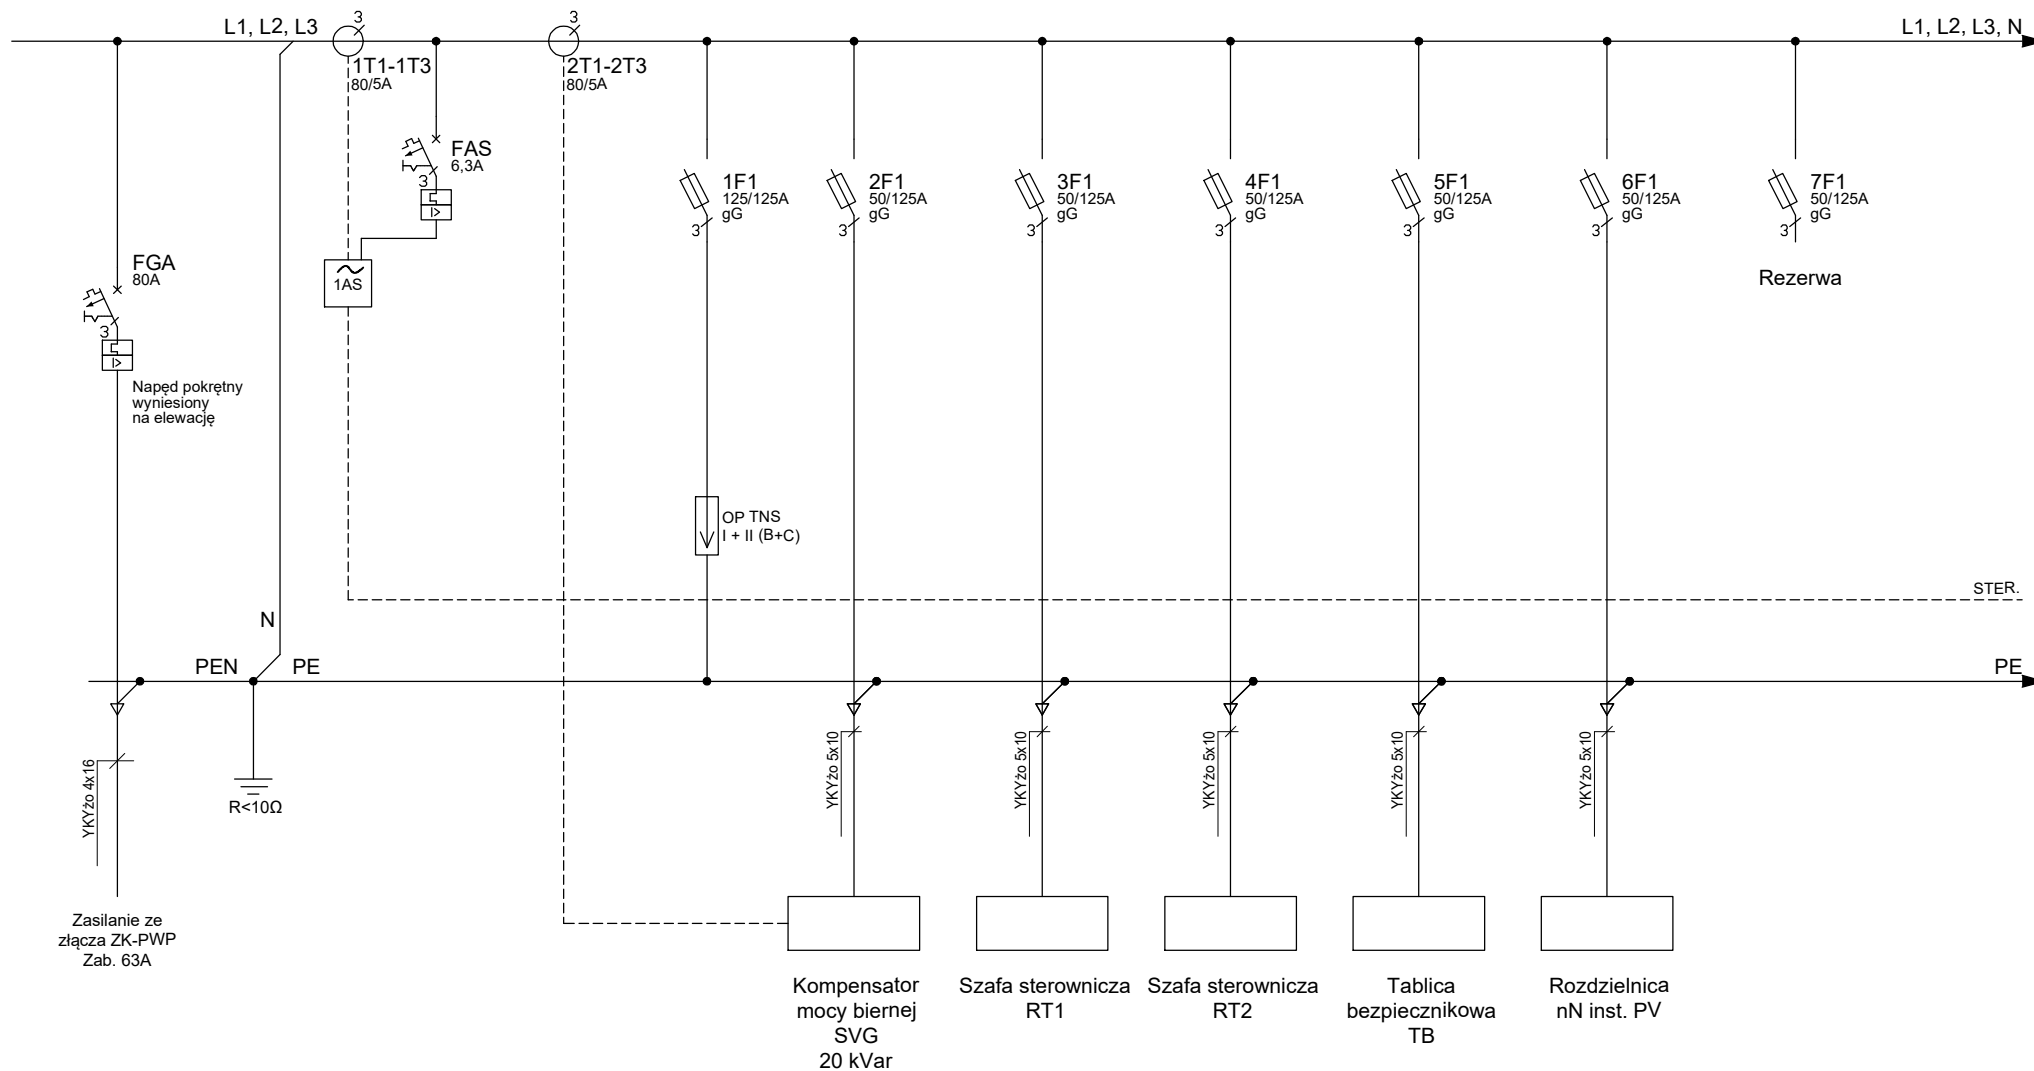 L1, L2, L3
3
3
L1, L2, L3, N
1T1-1T3
80/5A
2T1-2T3
80/5A
FAS
6,3A
3
1F1
125/125A
gG
3
2F1
50/125A
gG
3
3F1
50/125A
gG
3
4F1
50/125A
gG
3
5F1
50/125A
gG
3
6F1
50/125A
gG
3
7F1
50/125A
gG
3
Rezerwa
FGA
80A
3
I>
I>
1AS
Napęd pokrętny
wyniesiony
na elewację
OP TNS
I + II (B+C)
STER.
N
PEN
PE
PE
YKYżo 4x16
R<10Ω
YKYżo 5x10
YKYżo 5x10
YKYżo 5x10
YKYżo 5x10
YKYżo 5x10
Zasilanie ze
złącza ZK-PWP
Zab. 63A
Kompensator
mocy biernej
SVG
20 kVar
Szafa sterownicza
RT1
Szafa sterownicza
RT2
Tablica
bezpiecznikowa
TB
Rozdzielnica
nN inst. PV